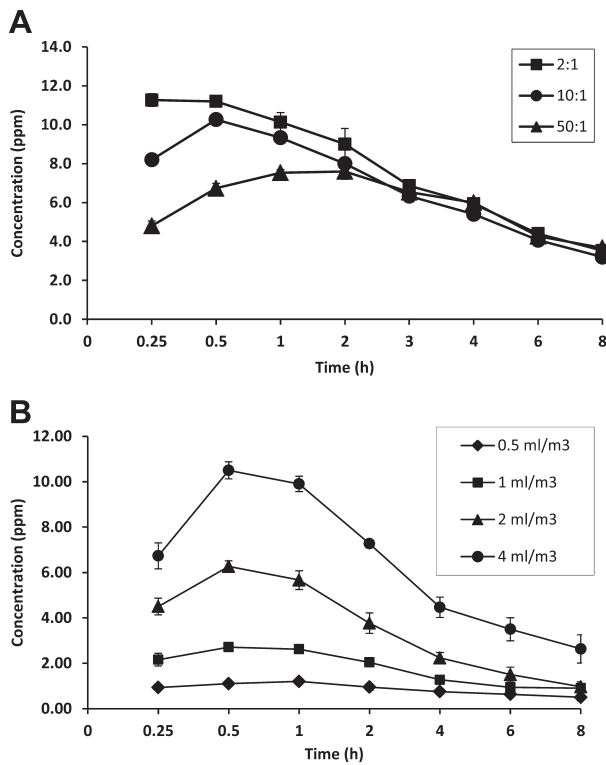 A
14.0
12.0
10.0
8.0
6.0
4.0
2.0
0.0
Concentration (ppm)
0 0.25 0.5 1 2 3 4 6 8
Time (h)
2:1
10:1
50:1
B
12.00
10.00
8.00
6.00
4.00
2.00
0.00
Concentration (ppm)
0 0.25 0.5 1 2 4 6 8
Time (h)
0.5 ml/m3
1 ml/m3
2 ml/m3
4 ml/m3